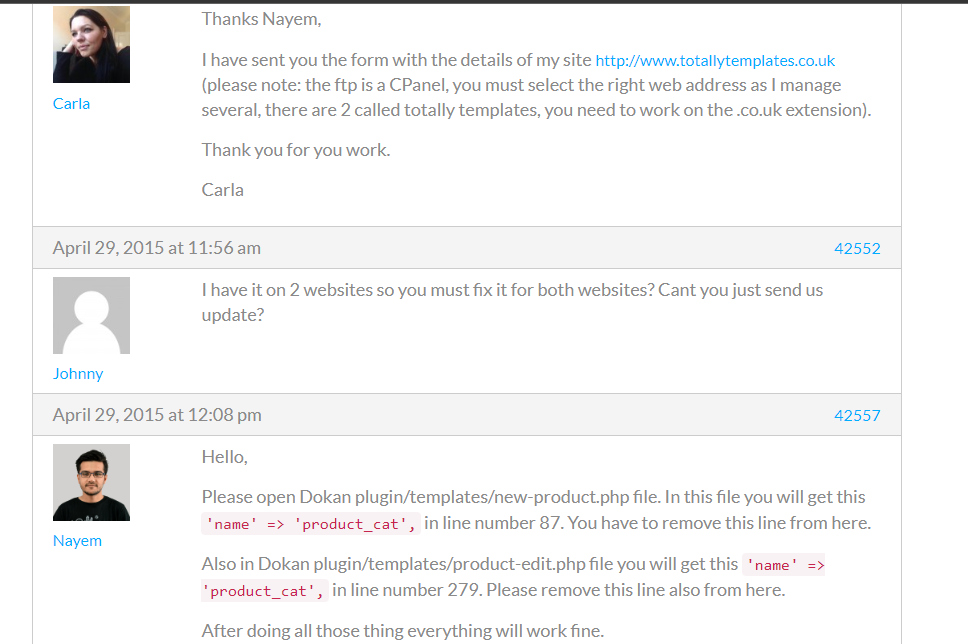 Thanks Nayem,
I have sent you the form with the details of my site http://www.totallytemplates.co.uk
(please note: the ftp is a CPanel, you must select the right web address as I manage
several, there are 2 called totally templates, you need to work on the .co.uk extension).
Thank you for you work.
Carla
Carla
April 29, 2015 at 11:56 am 42552
I have it on 2 websites so you must fix it for both websites? Cant you just send us
update?
Johnny
April 29, 2015 at 12:08 pm 42557
Hello,
Please open Dokan plugin/templates/new-product.php file. In this file you will get this
'name' => 'product_cat', in line number 87. You have to remove this line from here.
Nayem
Also in Dokan plugin/templates/product-edit.php file you will get this 'name' =>
'product_cat', in line number 279. Please remove this line also from here.
After doing all those thing everything will work fine.